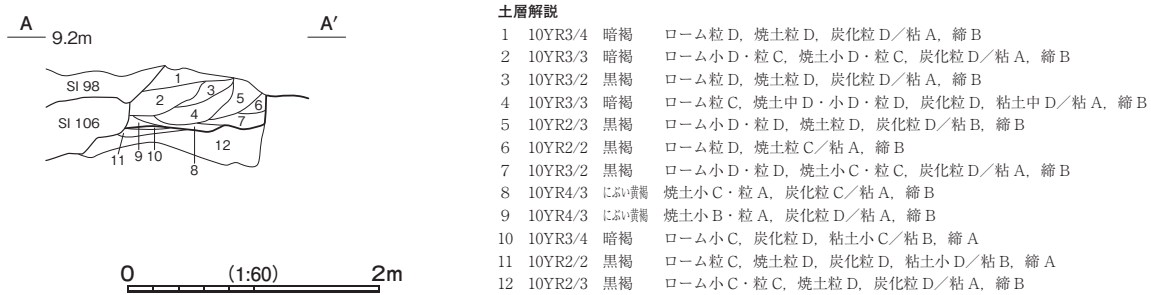 A A′
9.2m
SI 98
SI 106
1
2
3
4
5
6
7
12
11
9
10
8
0 (1:60) 2m
土層解説
1 10YR3/4 暗褐 ローム粒 D，焼土粒 D，炭化粒 D／粘 A，締 B
2 10YR3/3 暗褐 ローム小 D・粒 C，焼土小 D・粒 C，炭化粒 D／粘 A，締 B
3 10YR3/2 黒褐 ローム粒 D，焼土粒 D，炭化粒 D／粘 A，締 B
4 10YR3/3 暗褐 ローム粒 C，焼土中 D・小 D・粒 D，炭化粒 D，粘土中 D／粘 A，締 B
5 10YR2/3 黒褐 ローム小 D・粒 D，焼土粒 D，炭化粒 D／粘 B，締 B
6 10YR2/2 黒褐 ローム粒 D，焼土粒 C／粘 A，締 B
7 10YR3/2 黒褐 ローム小 D・粒 D，焼土小 C・粒 C，炭化粒 D／粘 A，締 B
8 10YR4/3 にぶい黄褐 焼土小 C・粒 A，炭化粒 C／粘 A，締 B
9 10YR4/3 にぶい黄褐 焼土小 B・粒 A，炭化粒 D／粘 A，締 B
10 10YR3/4 暗褐 ローム小 C，炭化粒 D，粘土小 C／粘 B，締 A
11 10YR2/2 黒褐 ローム粒 C，焼土粒 D，炭化粒 D，粘土小 D／粘 B，締 A
12 10YR2/3 黒褐 ローム小 C・粒 C，焼土粒 D，炭化粒 D／粘 A，締 B